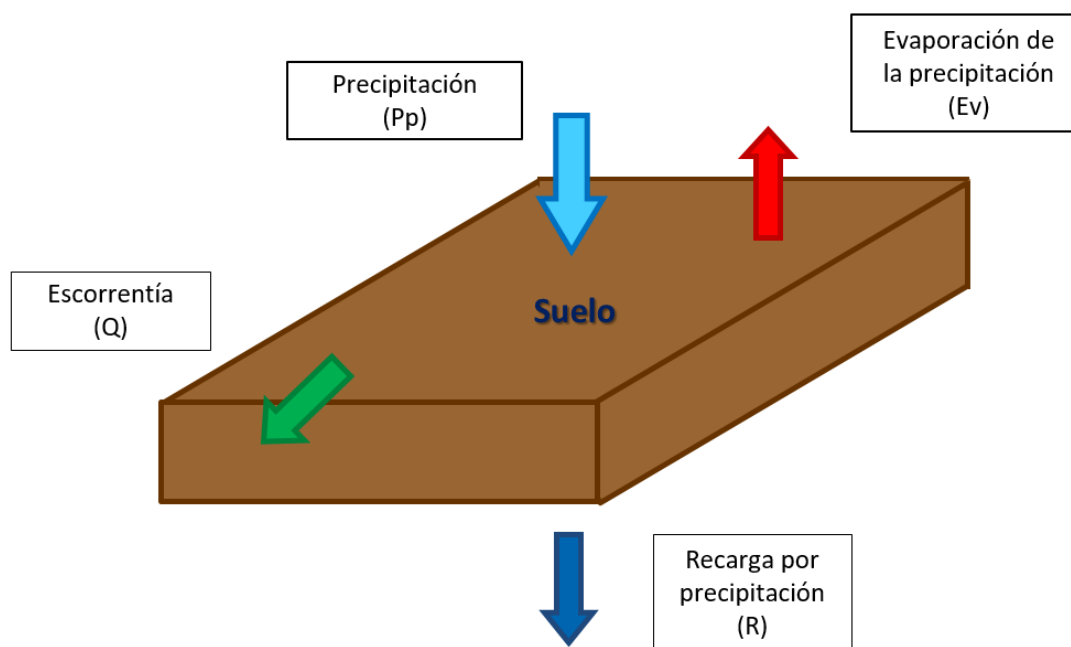 Evaporación de
la precipitación
(Ev)
Precipitación
(Pp)
Escorrentía
(Q)
Suelo
Recarga por
precipitación
(R)